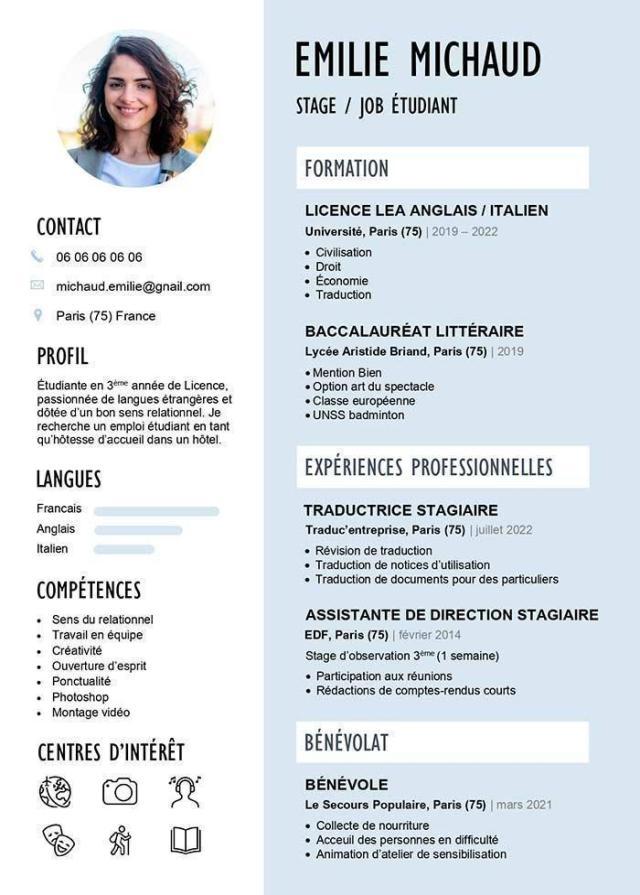 EMILIE MICHAUD
STAGE / JOB ÉTUDIANT
CONTACT
06 06 06 06 06
michaud.emilie@gnail.com
Paris (75) France
PROFIL
Étudiante en 3ème année de Licence,
passionnée de langues étrangères et
dôtée d'un bon sens relationnel. Je
recherche un emploi étudiant en tant
qu'hôtesse d'accueil dans un hôtel.
LANGUES
Francais
Anglais
Italien
COMPÉTENCES
• Sens du relationnel
• Travail en équipe
• Créativité
• Ouverture d'esprit
• Ponctualité
• Photoshop
• Montage vidéo
CENTRES D'INTÉRÊT
FORMATION
LICENCE LEA ANGLAIS / ITALIEN
Université, Paris (75) | 2019 – 2022
• Civilisation
• Droit
• Économie
• Traduction
BACCALAURÉAT LITTÉRAIRE
Lycée Aristide Briand, Paris (75) | 2019
• Mention Bien
• Option art du spectacle
• Classe européenne
• UNSS badminton
EXPÉRIENCES PROFESSIONNELLES
TRADUCTRICE STAGIAIRE
Traduc'entreprise, Paris (75) | juillet 2022
• Révision de traduction
• Traduction de notices d'utilisation
• Traduction de documents pour des particuliers
ASSISTANTE DE DIRECTION STAGIAIRE
EDF, Paris (75) | février 2014
Stage d'observation 3ème (1 semaine)
• Participation aux réunions
• Rédactions de comptes-rendus courts
BÉNÉVOLAT
BÉNÉVOLE
Le Secours Populaire, Paris (75) | mars 2021
• Collecte de nourriture
• Acceuil des personnes en difficulté
• Animation d'atelier de sensibilisation